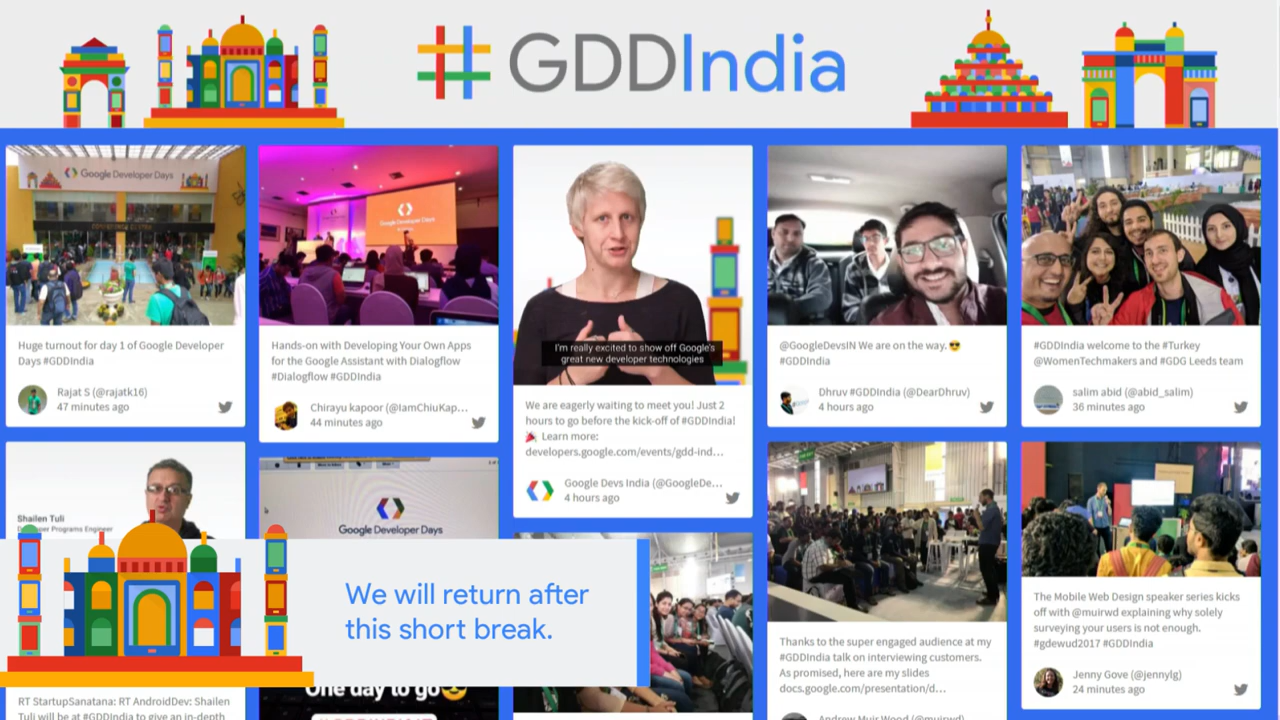 #GDDIndia
Google Developer Days
Huge turnout for day 1 of Google Developer
Days #GDDIndia
Rajat S (@rajatk16)
47 minutes ago
Google Developer Days
Hands-on with Developing Your Own Apps
for the Google Assistant with Dialogflow
#Dialogflow #GDDIndia
Chirayu kapoor (@IamChiuKap...
44 minutes ago
I'm really excited to show off Google's
great new developer technologies
We are eagerly waiting to meet you! Just 2
hours to go before the kick-off of #GDDIndia!
🎉 Learn more:
developers.google.com/events/gdd-ind...
Google Devs India (@GoogleDe...
4 hours ago
@GoogleDevsIN We are on the way. 😎
#GDDIndia
Dhruv #GDDIndia (@DearDhruv)
4 hours ago
#GDDIndia welcome to the #Turkey
@WomenTechmakers and #GDG Leeds team
salim abid (@abid_salim)
36 minutes ago
Shailen Tuli
Programs Engineer
RT StartupSanatana: RT AndroidDev: Shailen
Tuli will be at #GDDIndia to give an in-depth
Google Developer Days
One day to go😎
We will return after
this short break.
Thanks to the super engaged audience at my
#GDDIndia talk on interviewing customers.
As promised, here are my slides
docs.google.com/presentation/d...
Andrew Muir Wood (@muirwd)
The Mobile Web Design speaker series kicks
off with @muirwd explaining why solely
surveying your users is not enough.
#gdewud2017 #GDDIndia
Jenny Gove (@jennylg)
24 minutes ago